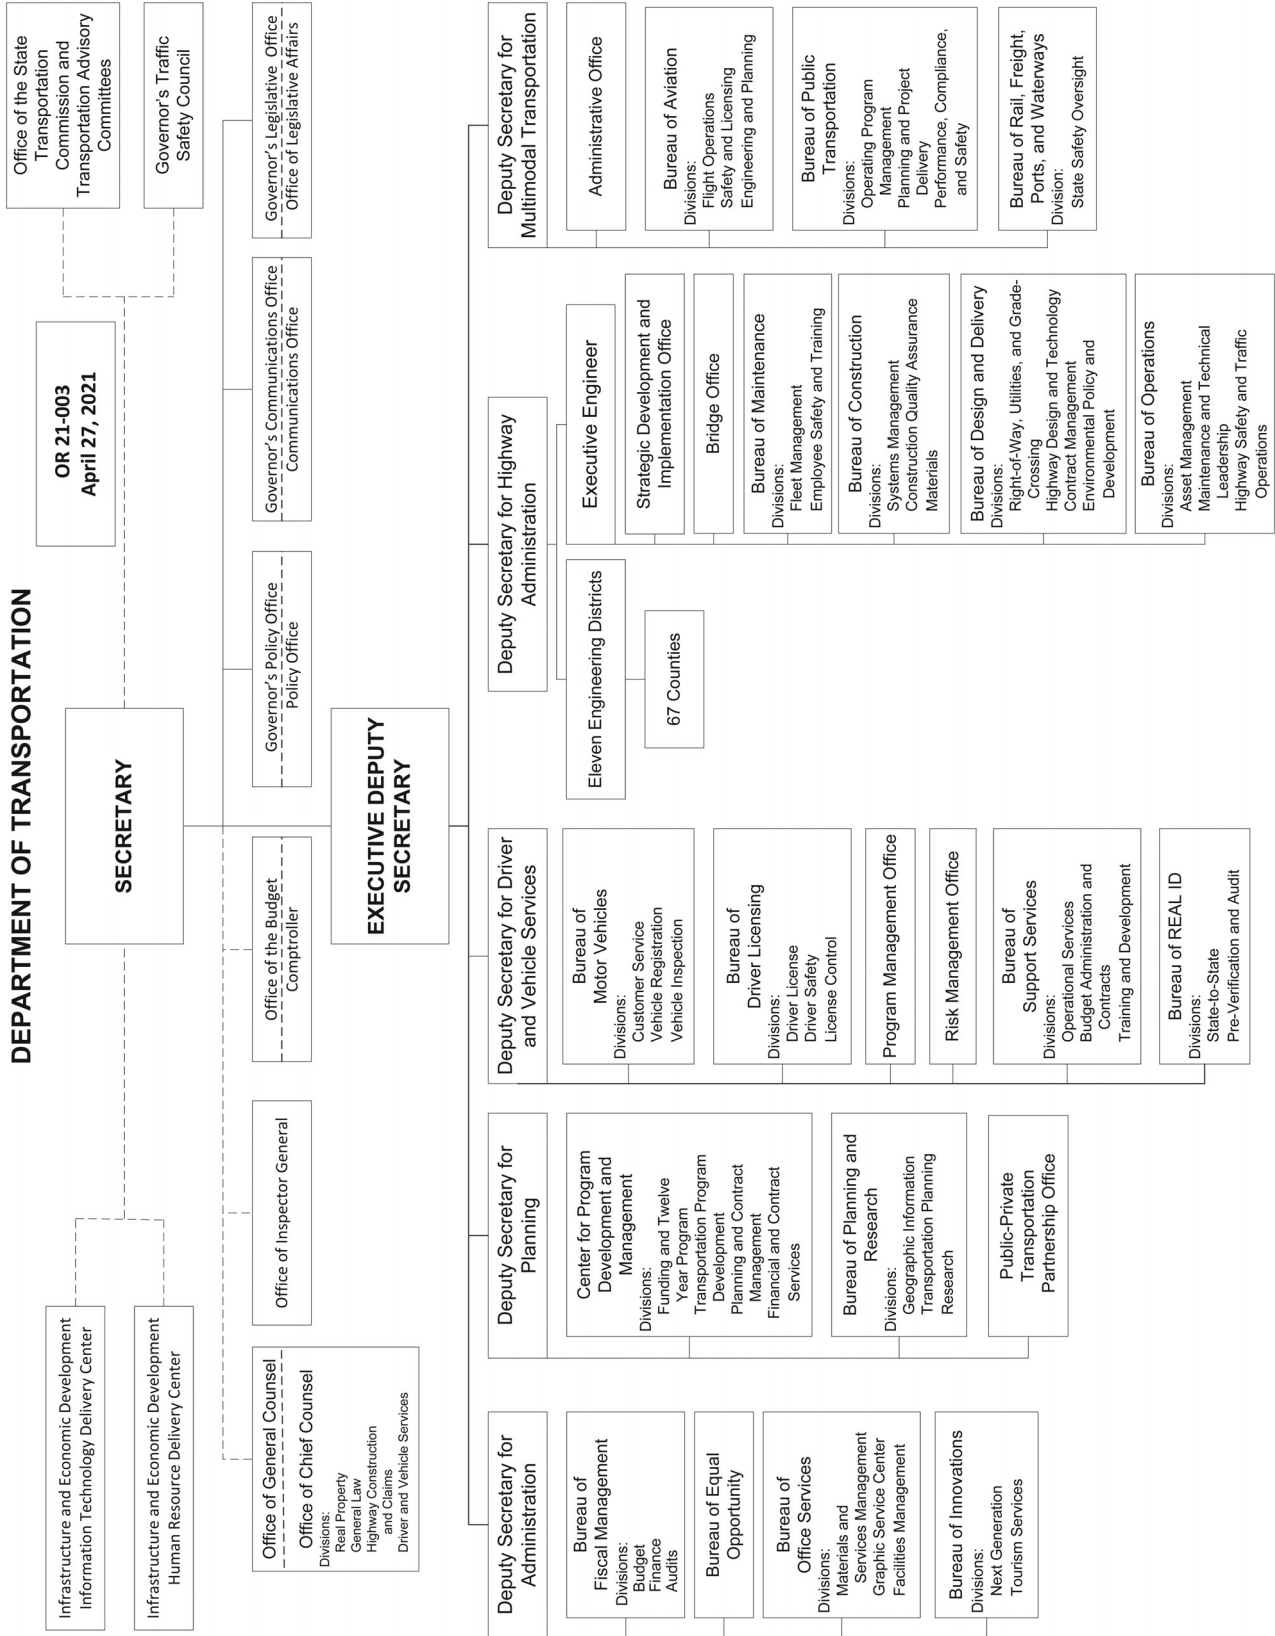 DEPARTMENT OF TRANSPORTATION
OR 21-003
April 27, 2021
SECRETARY
Infrastructure and Economic Development
Information Technology Delivery Center
Infrastructure and Economic Development
Human Resource Delivery Center
Office of the State
Transportation
Commission and
Transportation Advisory
Committees
Governor's Traffic
Safety Council
Office of General Counsel
Office of Chief Counsel
Divisions:
Real Property
General Law
Highway Construction
and Claims
Driver and Vehicle Services
Office of Inspector General
Office of the Budget
Comptroller
Governor's Policy Office
Policy Office
Governor's Communications Office
Communications Office
Governor's Legislative Office
Office of Legislative Affairs
EXECUTIVE DEPUTY
SECRETARY
Deputy Secretary for
Administration
Bureau of
Fiscal Management
Divisions:
Budget
Finance
Audits
Bureau of Equal
Opportunity
Bureau of
Office Services
Divisions:
Materials and
Services Management
Graphic Service Center
Facilities Management
Bureau of Innovations
Divisions:
Next Generation
Tourism Services
Deputy Secretary for
Planning
Center for Program
Development and
Management
Divisions:
Funding and Twelve
Year Program
Transportation Program
Development
Planning and Contract
Management
Financial and Contract
Services
Bureau of Planning and
Research
Divisions:
Geographic Information
Transportation Planning
Research
Public-Private
Transportation
Partnership Office
Deputy Secretary for Driver
and Vehicle Services
Bureau of
Motor Vehicles
Divisions:
Customer Service
Vehicle Registration
Vehicle Inspection
Bureau of
Driver Licensing
Divisions:
Driver License
Driver Safety
License Control
Program Management Office
Risk Management Office
Bureau of
Support Services
Divisions:
Operational Services
Budget Administration and
Contracts
Training and Development
Bureau of REAL ID
Divisions:
State-to-State
Pre-Verification and Audit
Deputy Secretary for Highway
Administration
Eleven Engineering Districts
67 Counties
Executive Engineer
Strategic Development and
Implementation Office
Bridge Office
Bureau of Maintenance
Divisions:
Fleet Management
Employee Safety and Training
Bureau of Construction
Divisions:
Systems Management
Construction Quality Assurance
Materials
Bureau of Design and Delivery
Divisions:
Right-of-Way, Utilities, and Grade-
Crossing
Highway Design and Technology
Contract Management
Environmental Policy and
Development
Bureau of Operations
Divisions:
Asset Management
Maintenance and Technical
Leadership
Highway Safety and Traffic
Operations
Deputy Secretary for
Multimodal Transportation
Administrative Office
Bureau of Aviation
Divisions:
Flight Operations
Safety and Licensing
Engineering and Planning
Bureau of Public
Transportation
Divisions:
Operating Program
Management
Planning and Project
Delivery
Performance, Compliance,
and Safety
Bureau of Rail, Freight,
Ports, and Waterways
Division:
State Safety Oversight